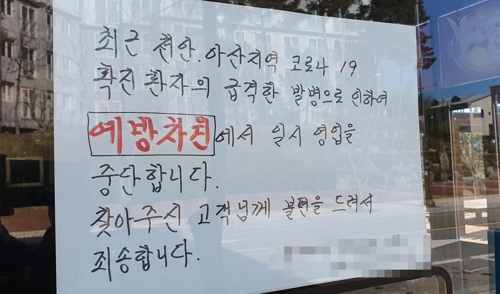 최근 천안.아산지역 코로나 19
확진 환자의 급격한 발병으로 인하여
예방차원에서 일시 영업을
중단합니다.
찾아주신 고객님께 불편을 드려서
죄송합니다.